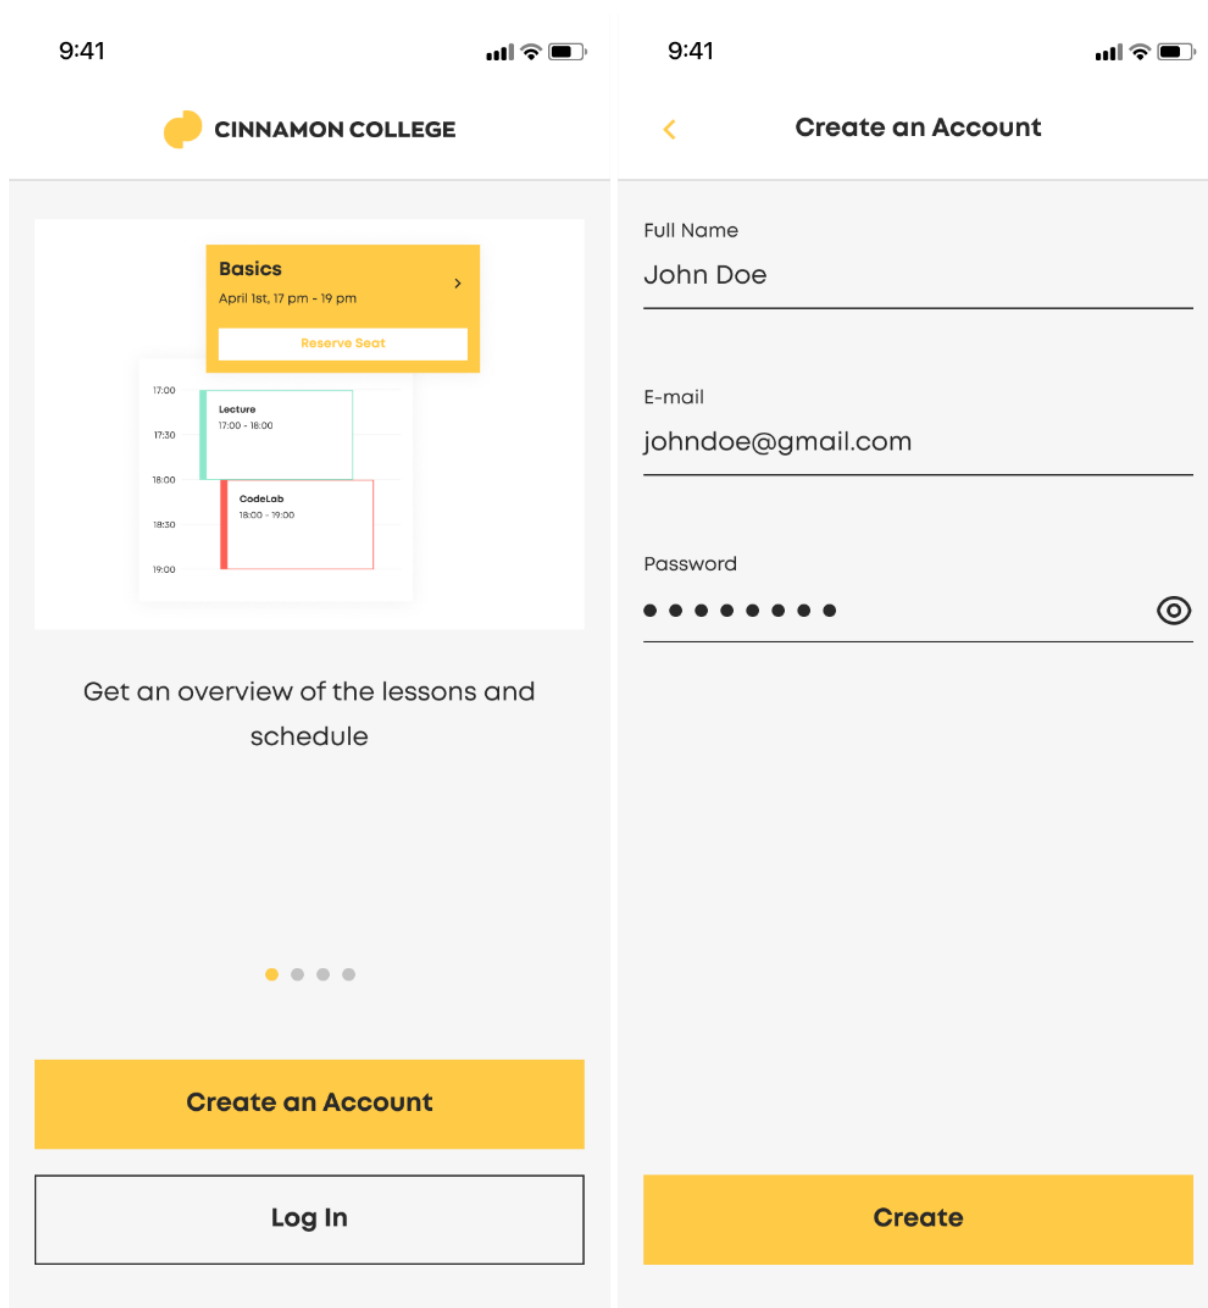 9:41
CINNAMON COLLEGE
Basics
April 1st, 17 pm - 19 pm
Reserve Seat
17:00
Lecture
17:00 - 18:00
17:30
18:00
CodeLab
18:00 - 19:00
18:30
19:00
Get an overview of the lessons and
schedule
Create an Account
Log In
9:41
Create an Account
Full Name
John Doe
E-mail
johndoe@gmail.com
Password
Create